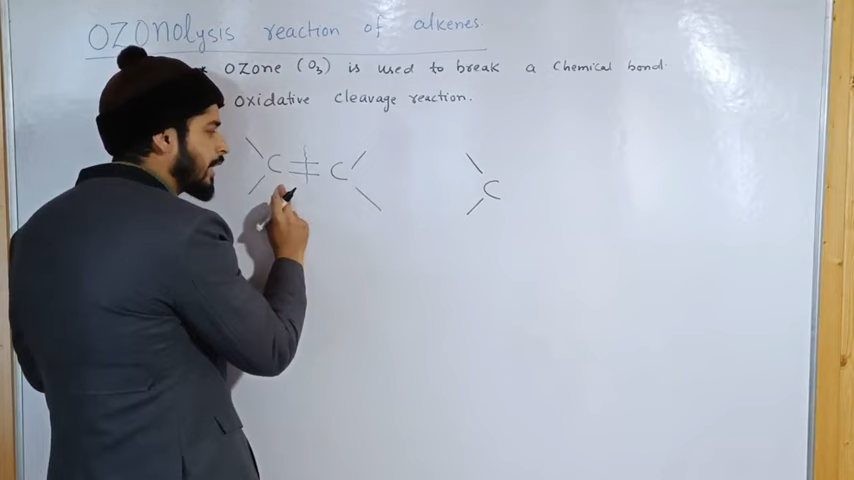 OZONolysis reaction of alkenes.
* OZone (O₃) is used to break a Chemical bond.
oxidative cleavage reaction.
C C C